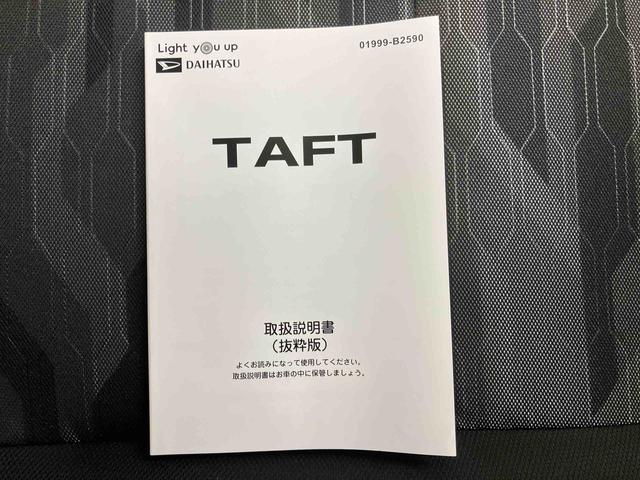 Light you up
01999-B2590
DAIHATSU
TAFT
取扱説明書
（抜粋版）
よくお読みになって使用してください。
取扱説明書はお車の中に保管しましょう。